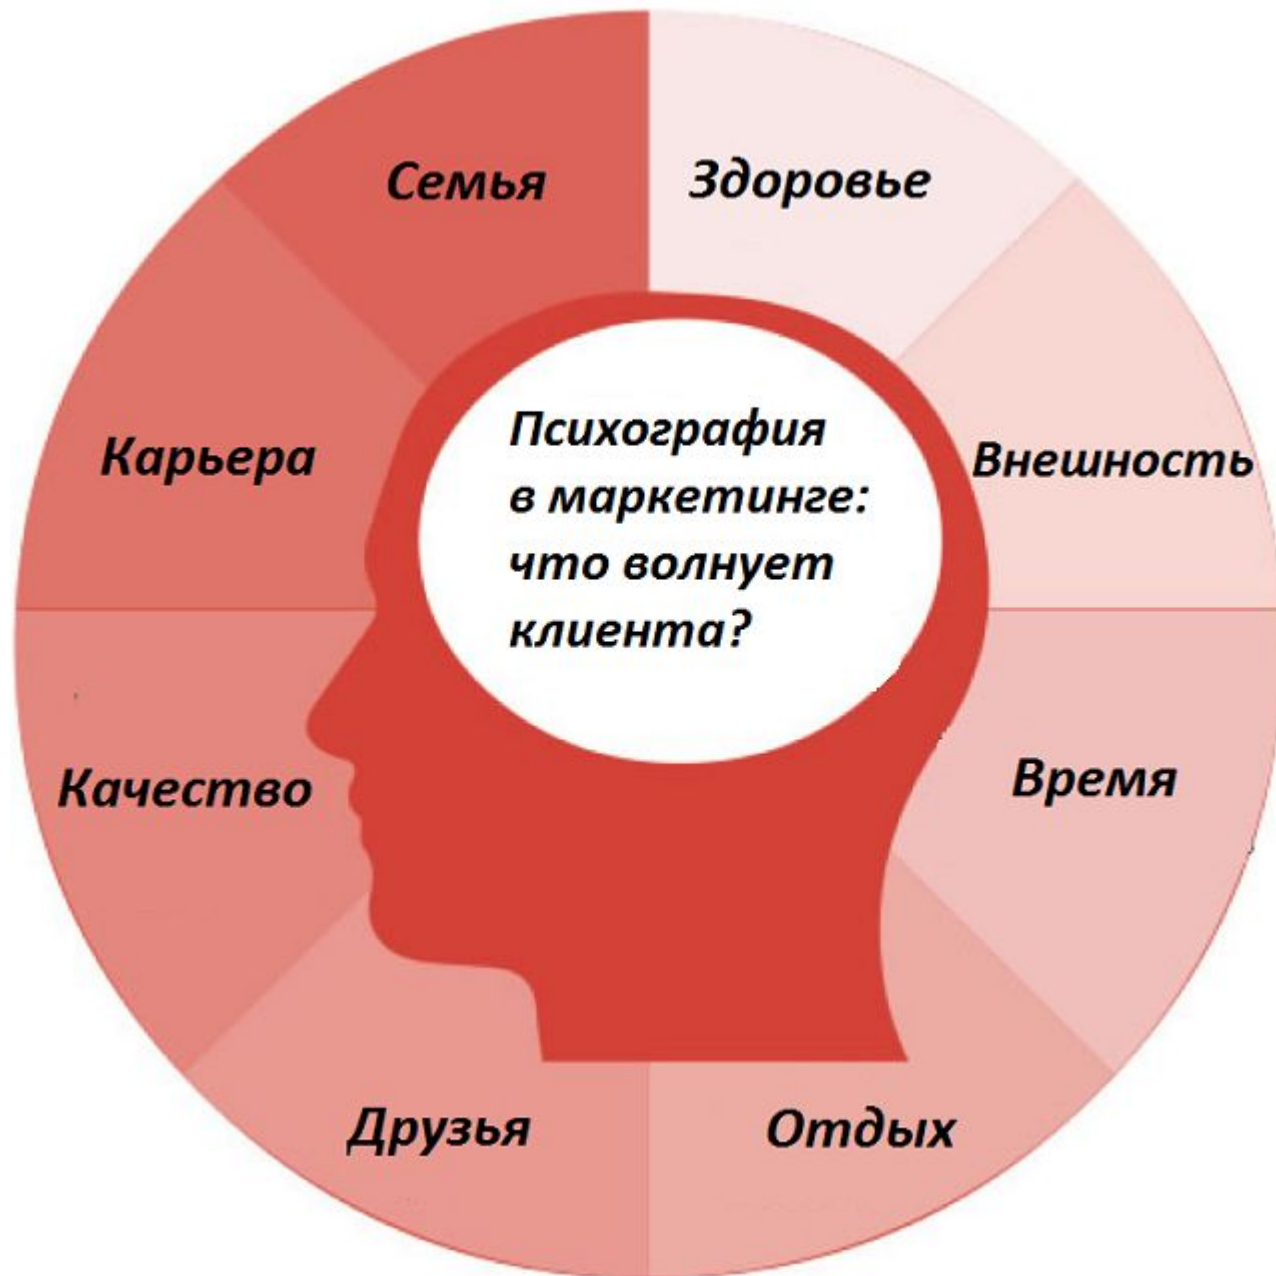 Семья
Здоровье
Психография
в маркетинге:
что волнует
клиента?
Карьера
Внешность
Качество
Время
Друзья
Отдых